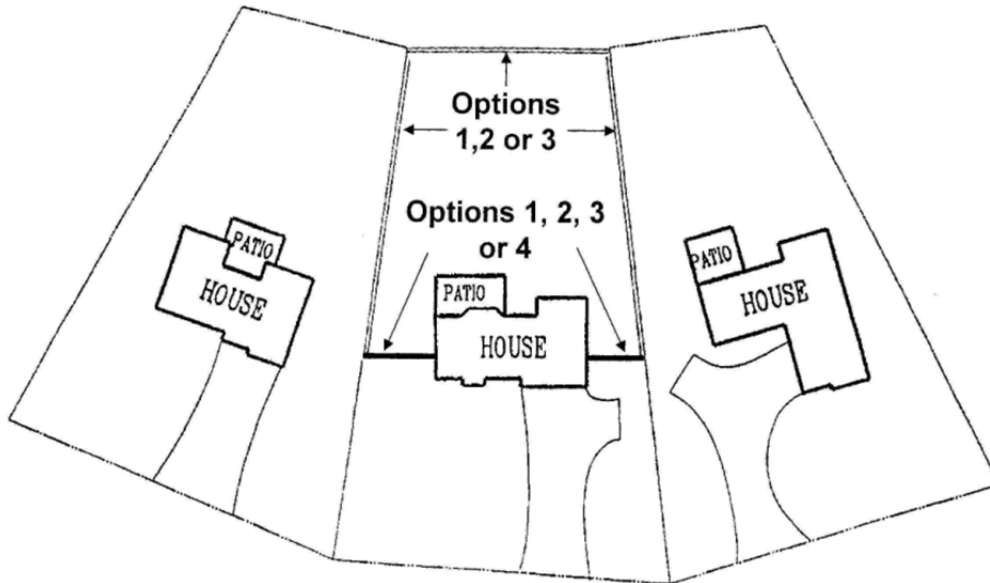 Options
1,2 or 3
Options 1, 2, 3
or 4
PATIO
HOUSE
PATIO
HOUSE
PATIO
HOUSE